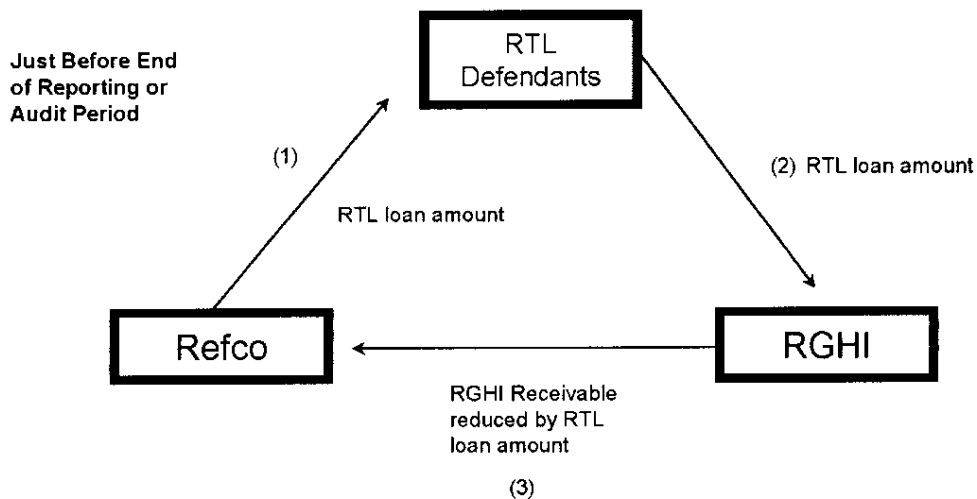 Just Before End
of Reporting or
Audit Period
RTL
Defendants
(1)
RTL loan amount
(2) RTL loan amount
Refco
RGHI
RGHI Receivable
reduced by RTL
loan amount
(3)